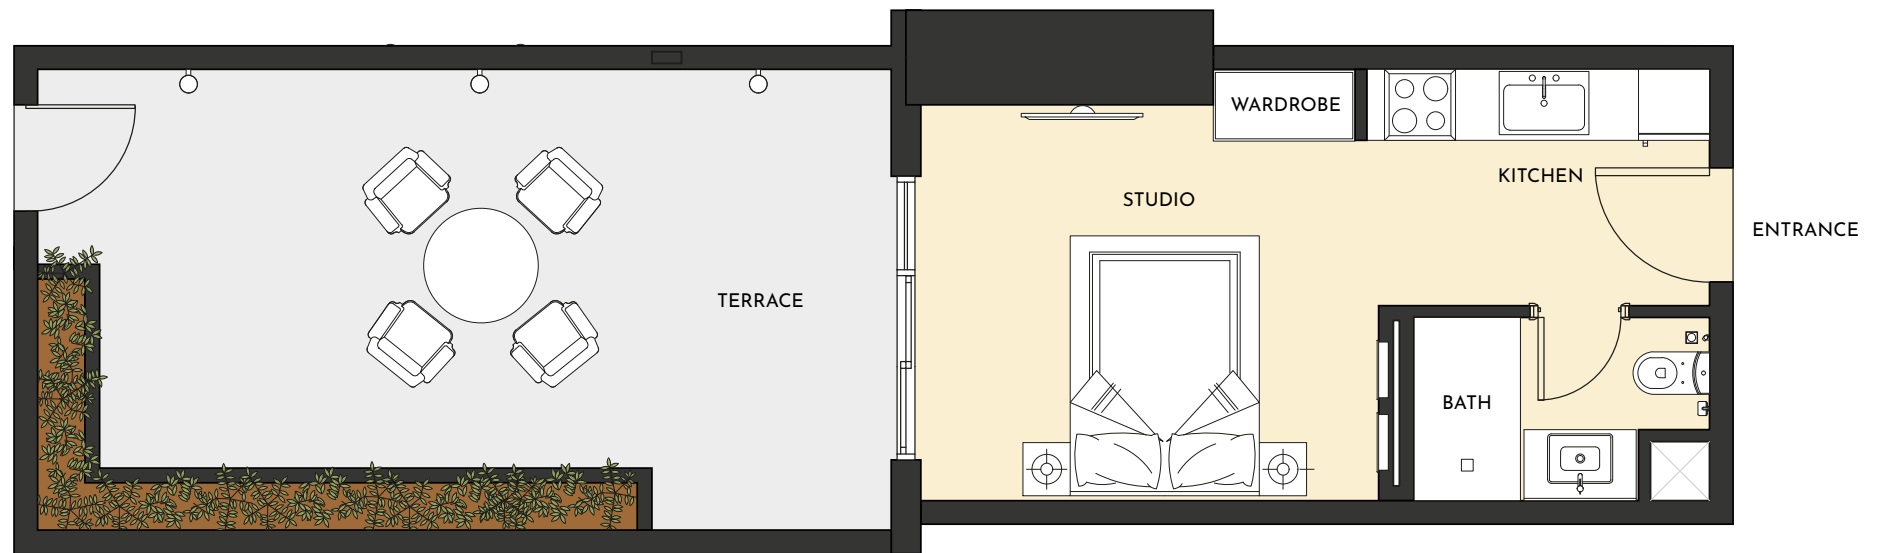 WARDROBE
KITCHEN
STUDIO
ENTRANCE
TERRACE
BATH